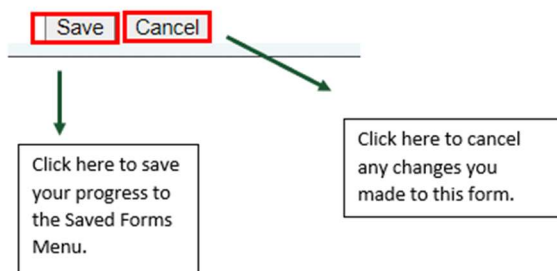 Save Cancel
Click here to save
your progress to
the Saved Forms
Menu.
Click here to cancel
any changes you
made to this form.